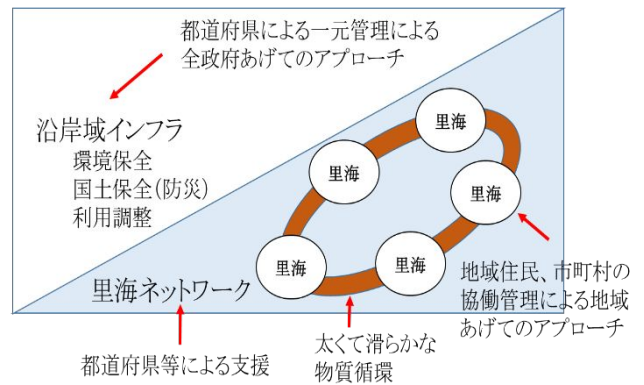 都道府県による一元管理による
全政府あげてのアプローチ
沿岸域インフラ
環境保全
国土保全(防災)
利用調整
里海
里海
里海
里海
里海
里海ネットワーク
地域住民、市町村の
協働管理による地域
あげてのアプローチ
都道府県等による支援
太くて滑らかな
物質循環